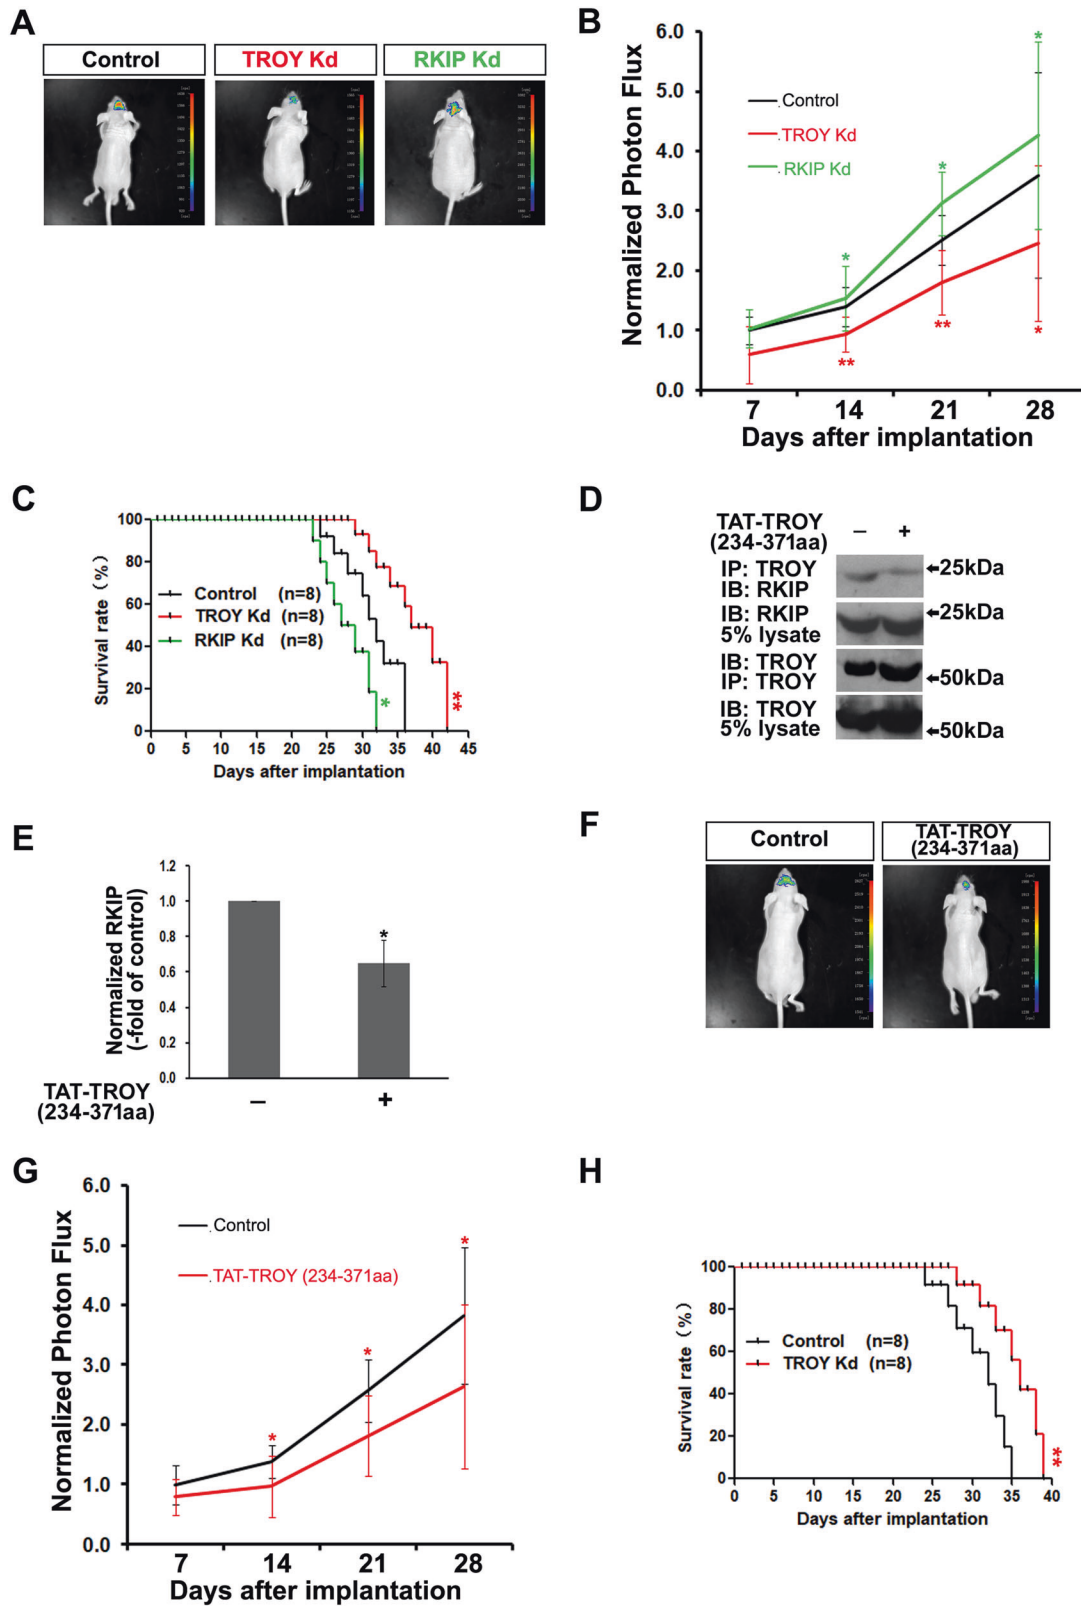 A
Control
TROY Kd
RKIP Kd
B
Normalized Photon Flux
6.0
5.0
4.0
3.0
2.0
1.0
0.0
Control
TROY Kd
RKIP Kd
*
*
*
**
**
*
7 14 21 28
Days after implantation
C
Survival rate (%)
100
80
60
40
20
0
Control (n=8)
TROY Kd (n=8)
RKIP Kd (n=8)
*
**
0 5 10 15 20 25 30 35 40 45
Days after implantation
D
TAT-TROY
(234-371aa)
– +
IP: TROY
IB: RKIP
25kDa
IB: RKIP
5% lysate
25kDa
IB: TROY
IP: TROY
50kDa
IB: TROY
5% lysate
50kDa
E
Normalized RKIP
(-fold of control)
1.2
1.0
0.8
0.6
0.4
0.2
0.0
*
TAT-TROY
(234-371aa)
– +
F
Control
TAT-TROY
(234-371aa)
G
Normalized Photon Flux
6.0
5.0
4.0
3.0
2.0
1.0
0.0
Control
TAT-TROY (234-371aa)
*
*
*
7 14 21 28
Days after implantation
H
Survival rate (%)
100
80
60
40
20
0
Control (n=8)
TROY Kd (n=8)
**
0 5 10 15 20 25 30 35 40
Days after implantation